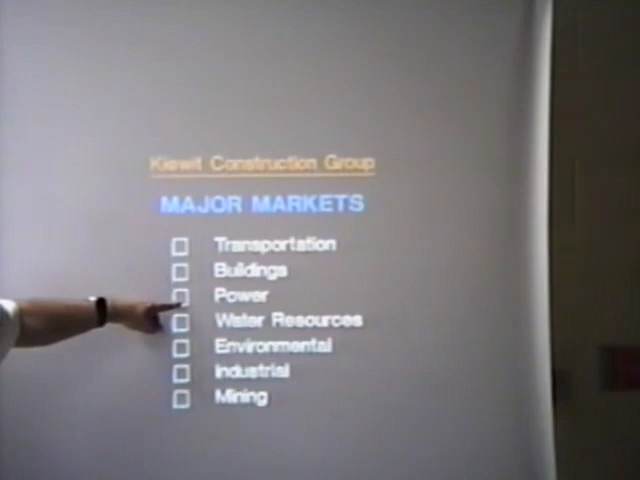 Kiewit Construction Group
MAJOR MARKETS
Transportation
Buildings
Power
Water Resources
Environmental
Industrial
Mining